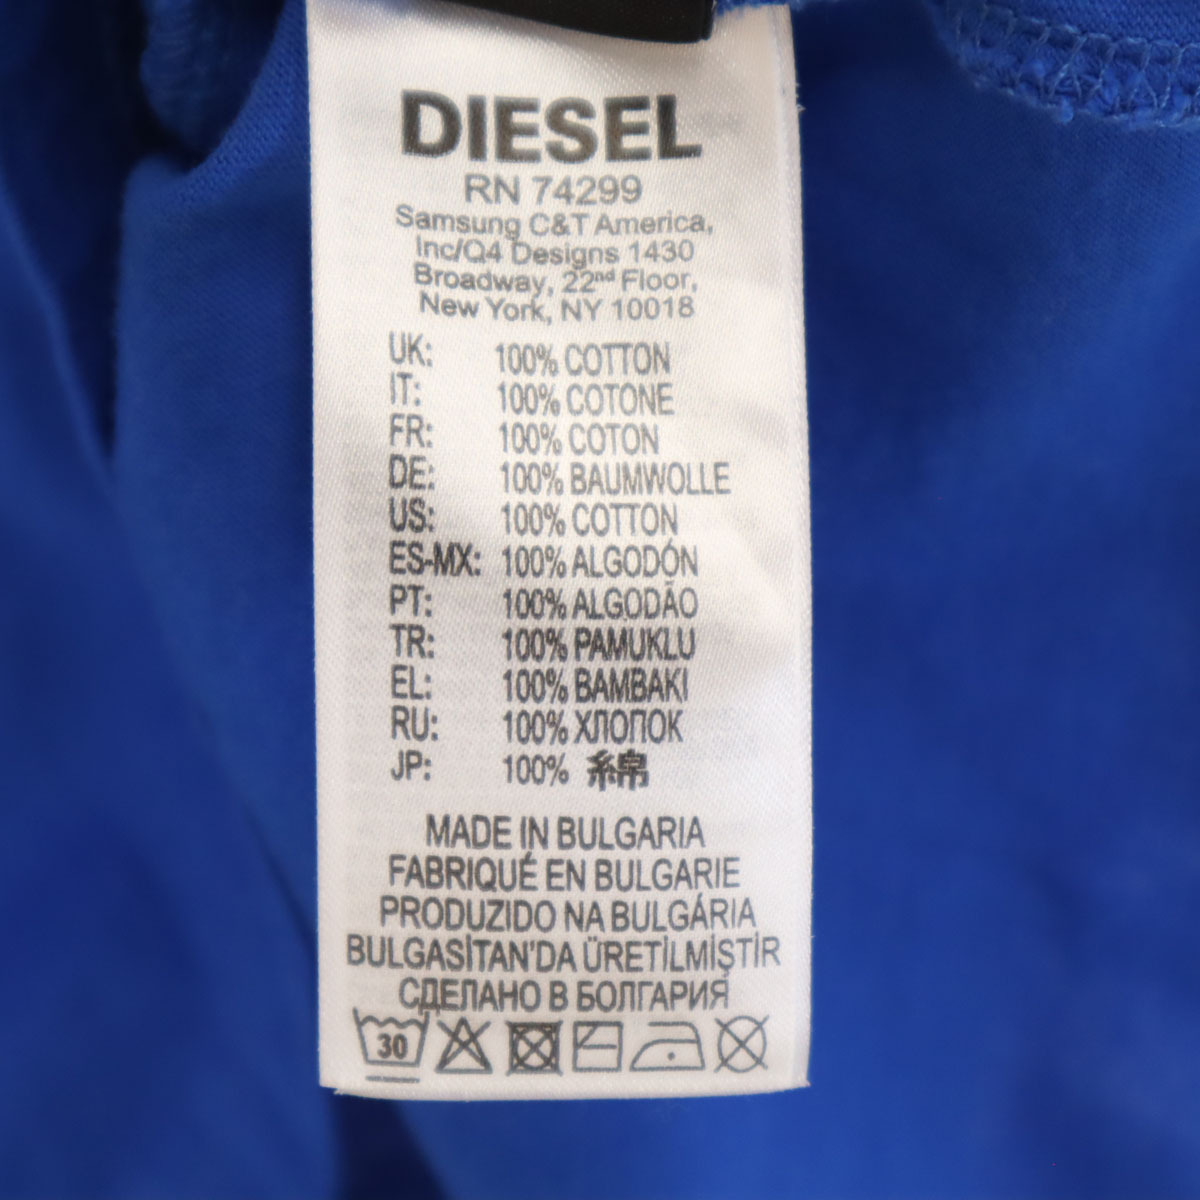 DIESEL
RN 74299
Samsung C&T America,
Inc/Q4 Designs 1430
Broadway, 22nd Floor,
New York, NY 10018
UK: 100% COTTON
IT: 100% COTONE
FR: 100% COTON
DE: 100% BAUMWOLLE
US: 100% COTTON
ES-MX: 100% ALGODÓN
PT: 100% ALGODÃO
TR: 100% PAMUKLU
EL: 100% BAMBAKI
RU: 100% ХЛОПОК
JP: 100% 綿
MADE IN BULGARIA
FABRIQUÉ EN BULGARIE
PRODUZIDO NA BULGÁRIA
BULGASİTAN'DA ÜRETİLMİŞTİR
СДЕЛАНО В БОЛГАРИЯ
30